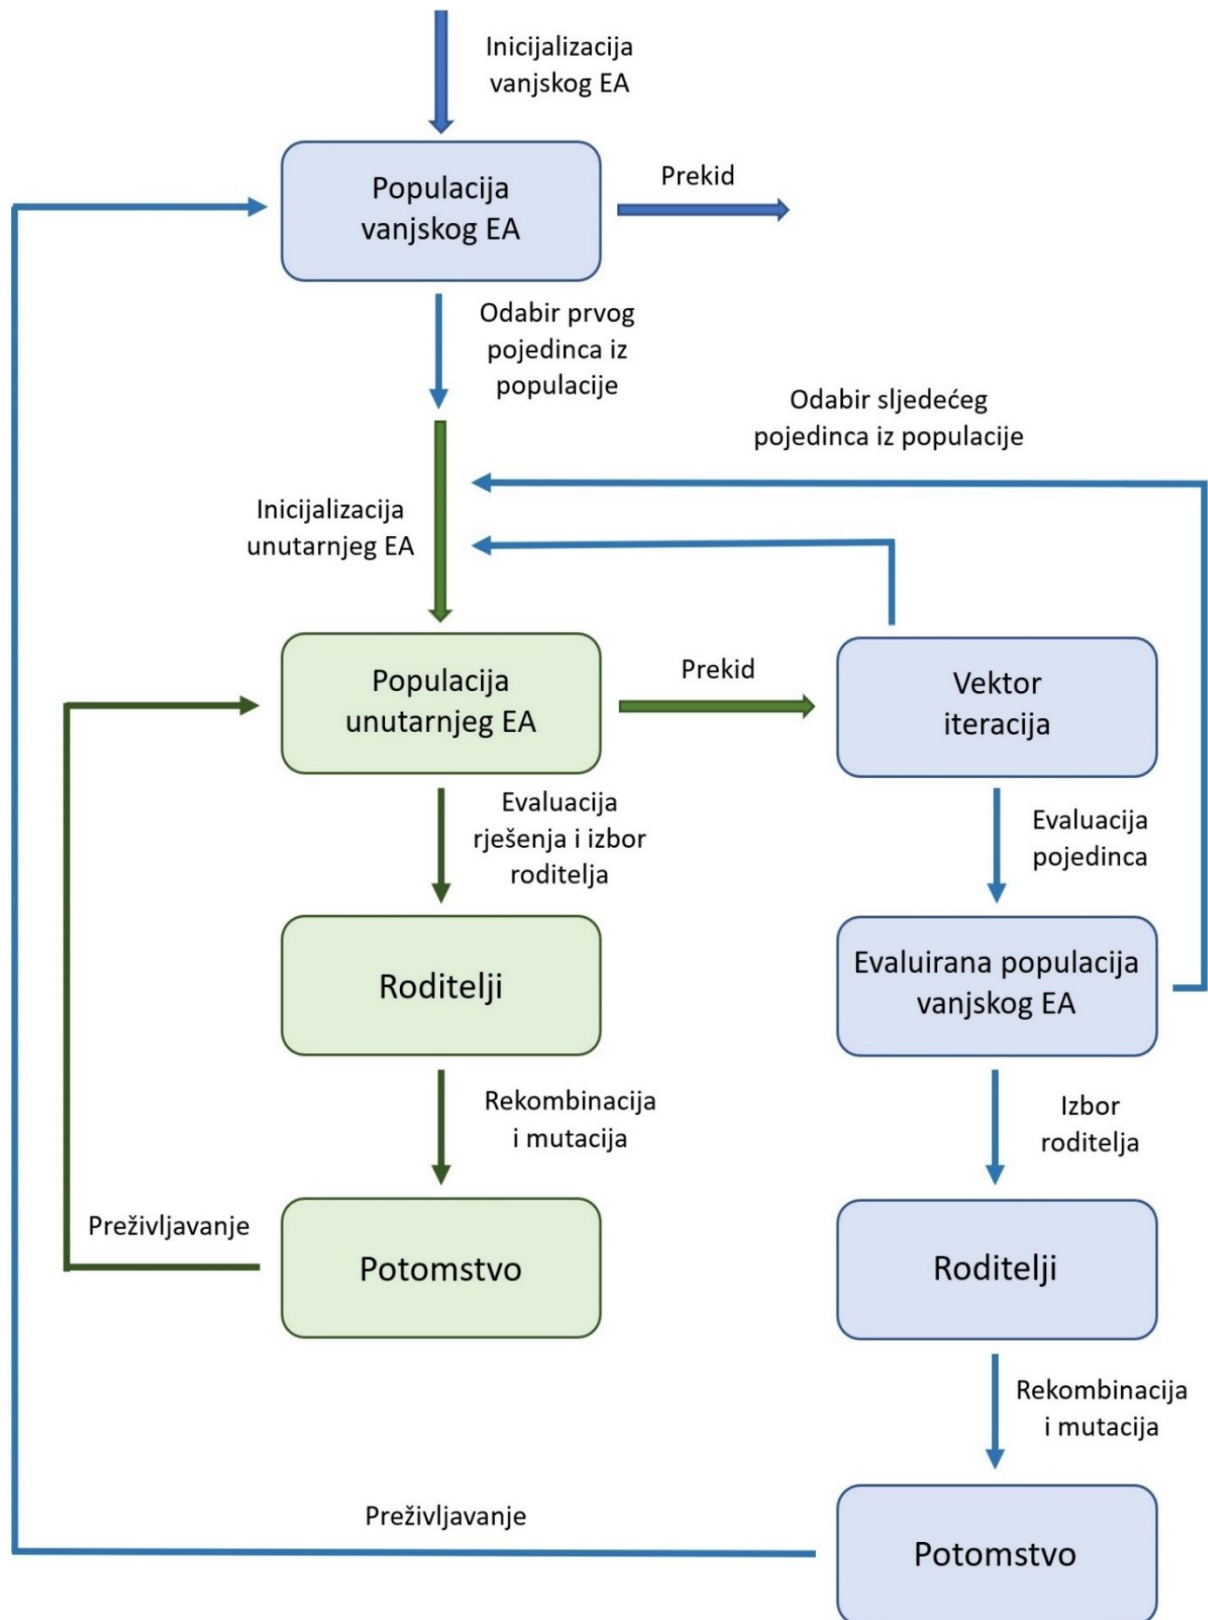 Inicijalizacija
vanjskog EA
Populacija
vanjskog EA
Prekid
Odabir prvog
pojedinca iz
populacije
Odabir sljedećeg
pojedinca iz populacije
Inicijalizacija
unutarnjeg EA
Populacija
unutarnjeg EA
Prekid
Vektor
iteracija
Evaluacija
rješenja i izbor
roditelja
Evaluacija
pojedinca
Roditelji
Evaluirana populacija
vanjskog EA
Rekombinacija
i mutacija
Izbor
roditelja
Preživljavanje
Potomstvo
Roditelji
Rekombinacija
i mutacija
Preživljavanje
Potomstvo